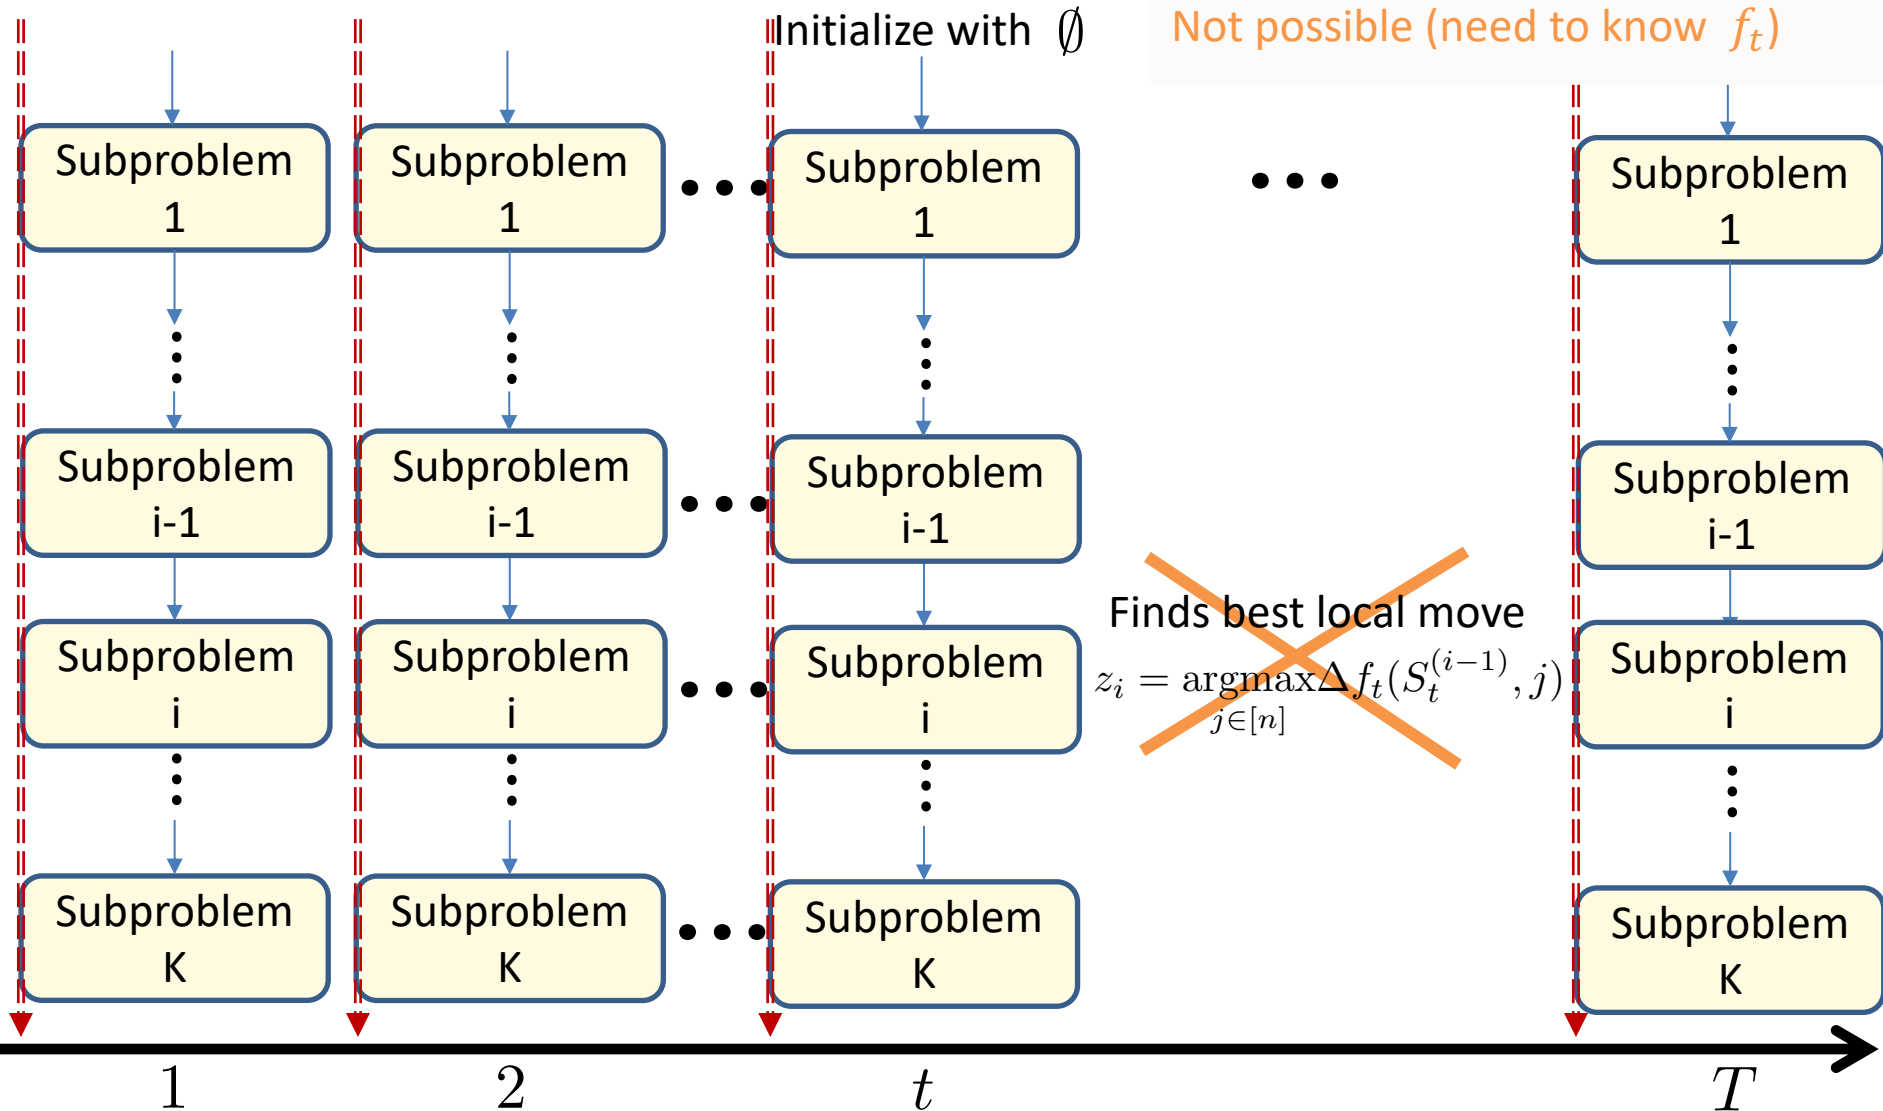 Initialize with ∅
Not possible (need to know f_t)
Subproblem
1
Subproblem
1
Subproblem
1
Subproblem
1
Subproblem
i-1
Subproblem
i-1
Subproblem
i-1
Subproblem
i-1
Subproblem
i
Subproblem
i
Subproblem
i
Finds best local move
z_i = argmax Δf_t(S_t^{(i−1)}, j)
j∈[n]
Subproblem
i
Subproblem
K
Subproblem
K
Subproblem
K
Subproblem
K
1
2
t
T